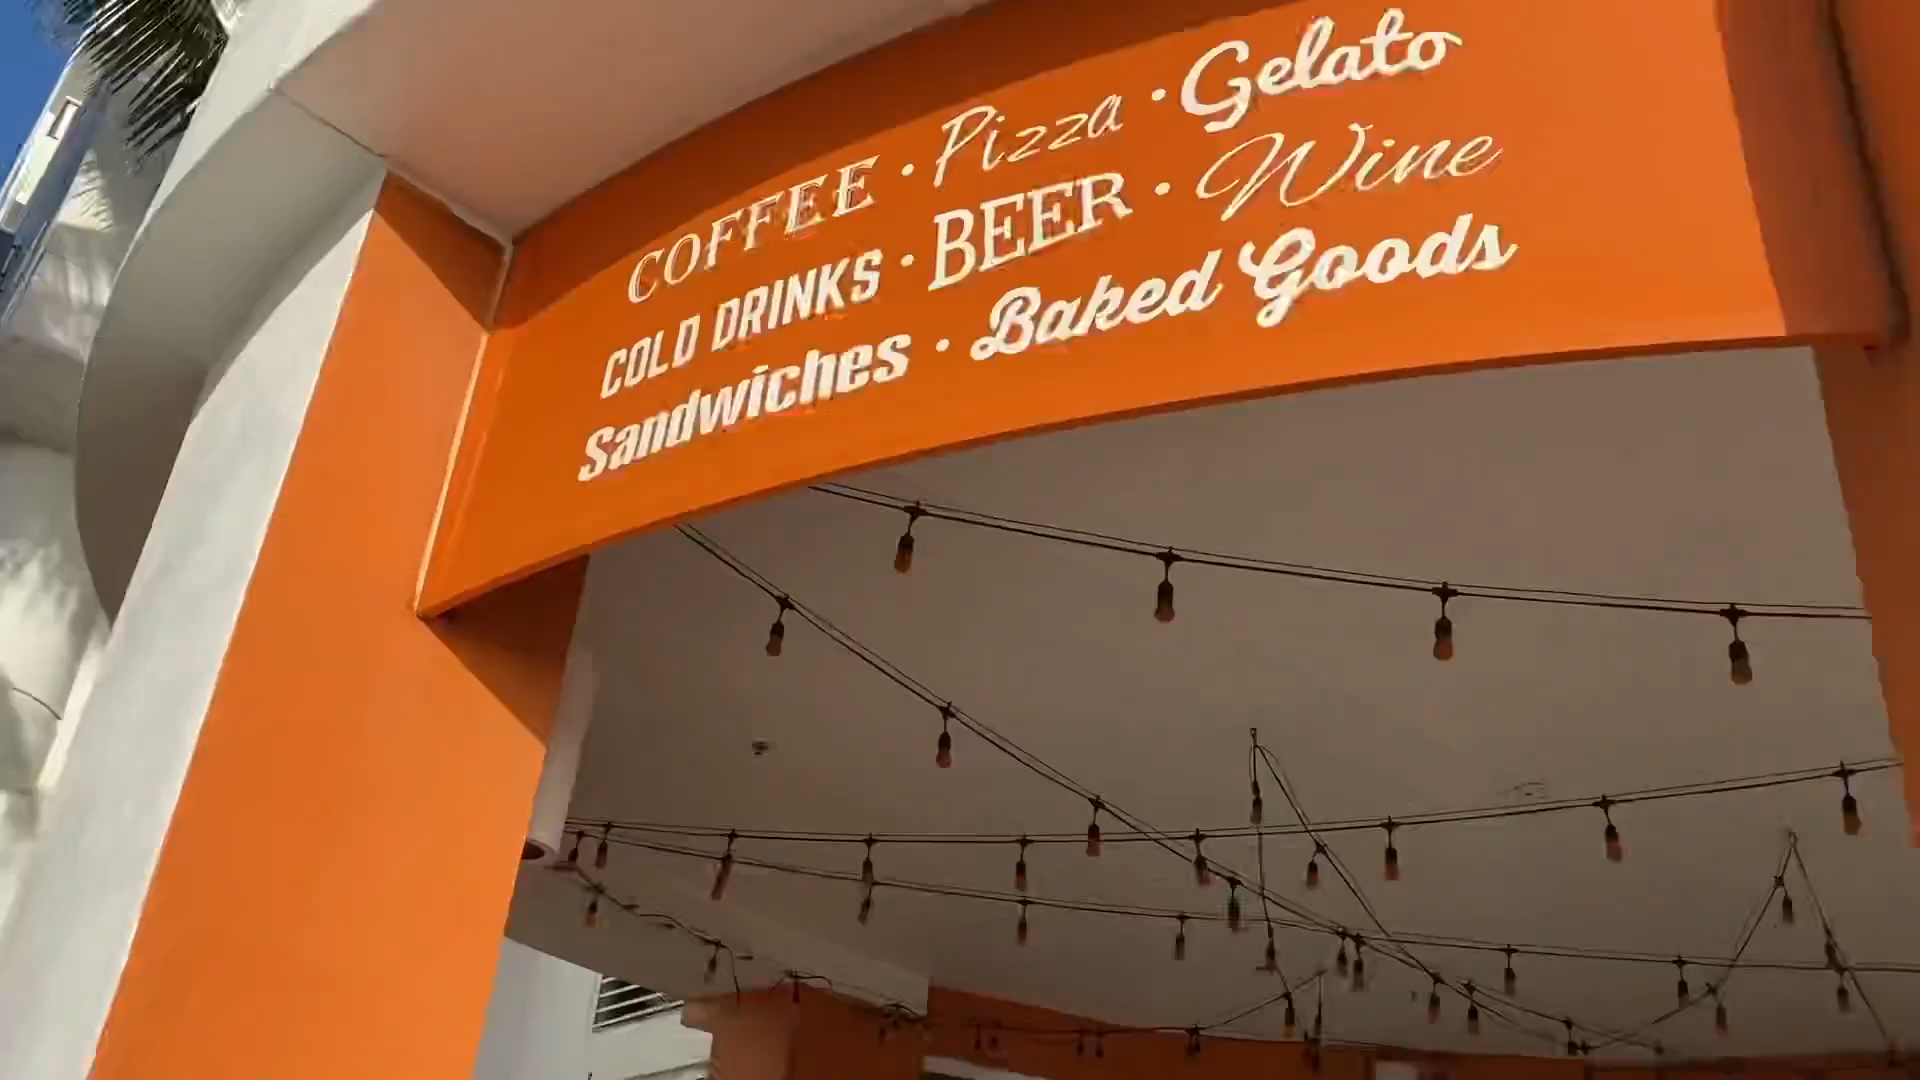 COFFEE · Pizza · Gelato
COLD DRINKS · BEER · Wine
Sandwiches · Baked Goods